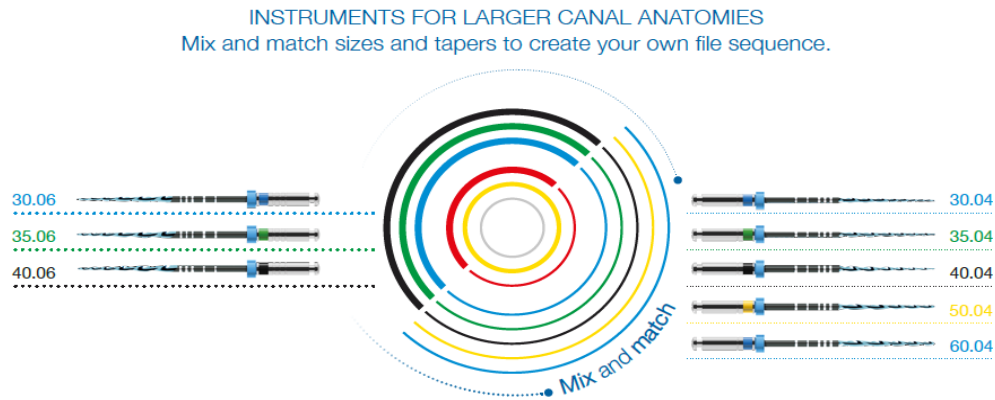 INSTRUMENTS FOR LARGER CANAL ANATOMIES
Mix and match sizes and tapers to create your own file sequence.
30.06
35.06
40.06
30.04
35.04
40.04
50.04
60.04
Mix and match